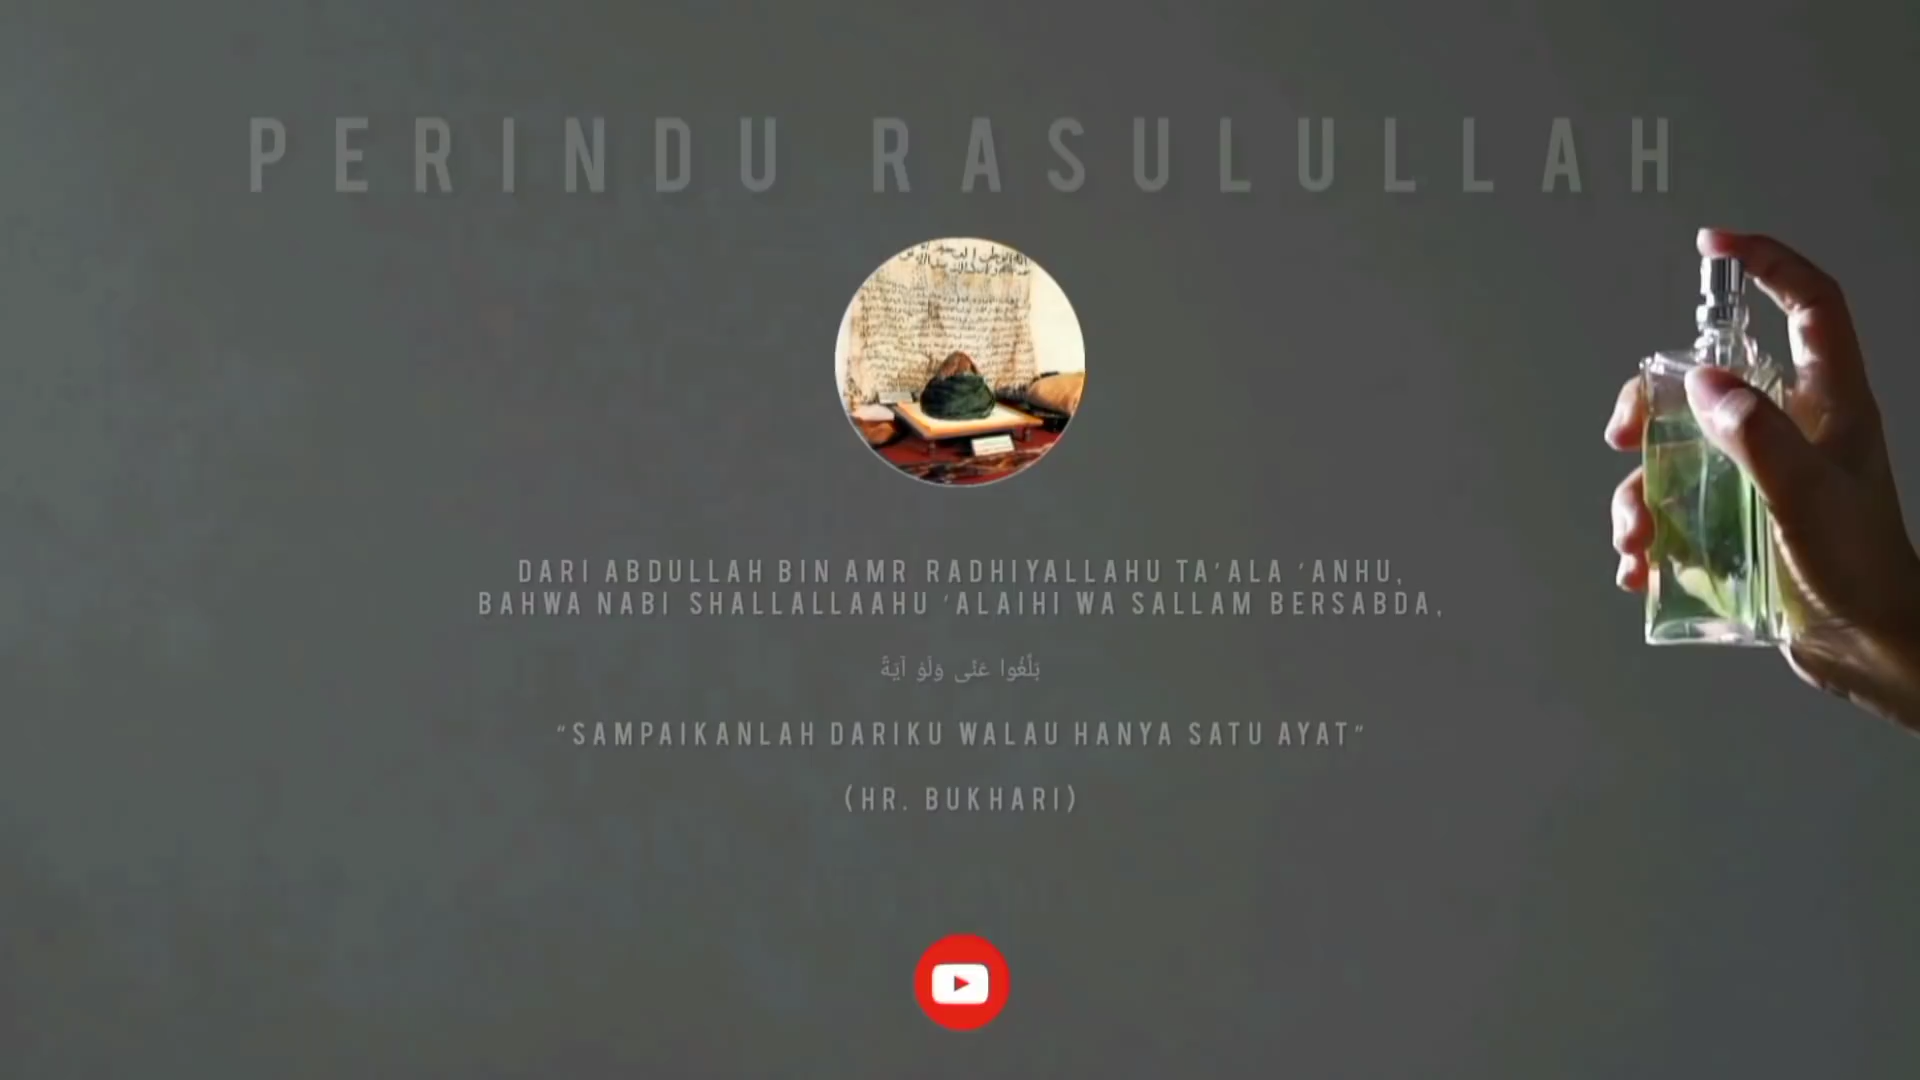 PERINDU RASULULLAH
DARI ABDULLAH BIN AMR RADHIYALLAHU TA'ALA 'ANHU,
BAHWA NABI SHALLALLAAHU 'ALAIHI WA SALLAM BERSABDA,
بَلِّغُوا عَنِّى وَلَوْ آيَةً
"SAMPAIKANLAH DARIKU WALAU HANYA SATU AYAT"
(HR. BUKHARI)